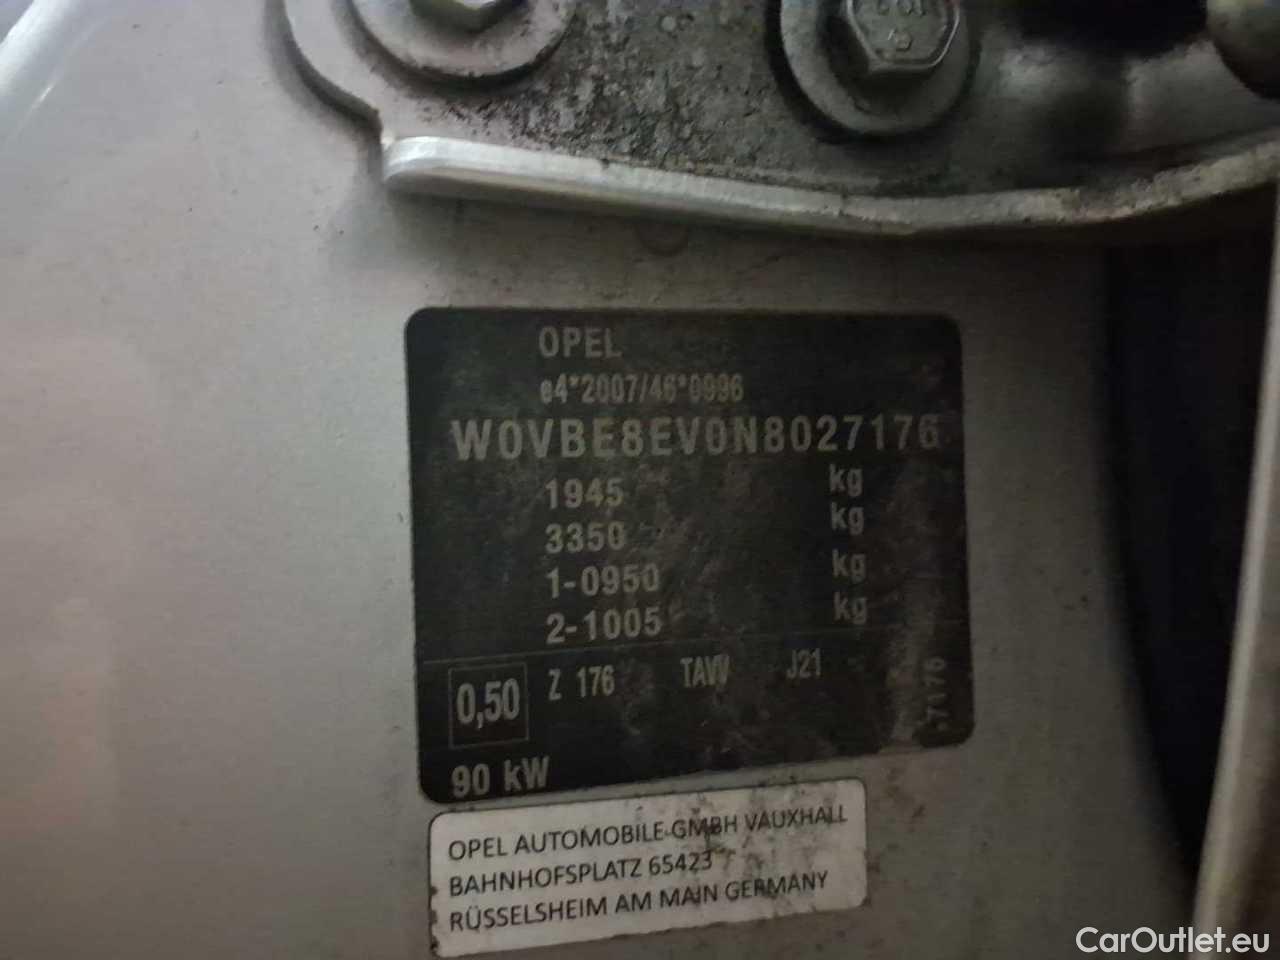 OPEL
e4*2007/46*0996
W0VBE8EV0N8027176
1945 kg
3350 kg
1-0950 kg
2-1005 kg
0,50 Z 176 TAVV J21
90 kW
OPEL AUTOMOBILE GMBH VAUXHALL
BAHNHOFSPLATZ 65423
RÜSSELSHEIM AM MAIN GERMANY
CarOutlet.eu